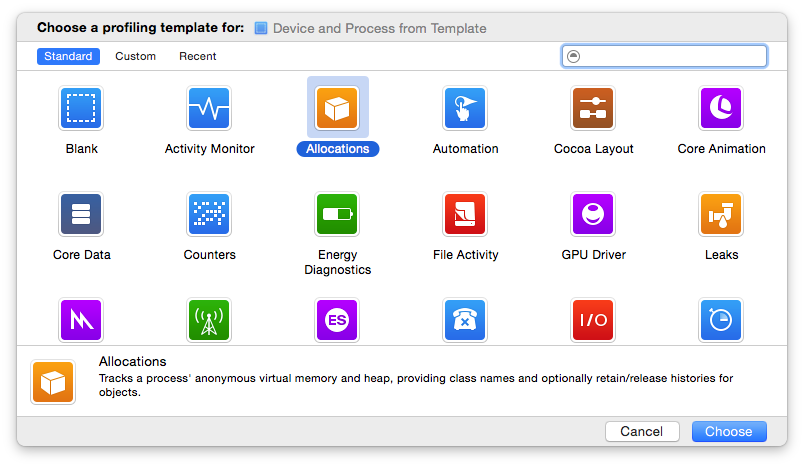 Choose a profiling template for: Device and Process from Template
Standard Custom Recent
Blank Activity Monitor Allocations Automation Cocoa Layout Core Animation
Core Data Counters Energy Diagnostics File Activity GPU Driver Leaks
ES I/O
Allocations
Tracks a process' anonymous virtual memory and heap, providing class names and optionally retain/release histories for
objects.
Cancel Choose